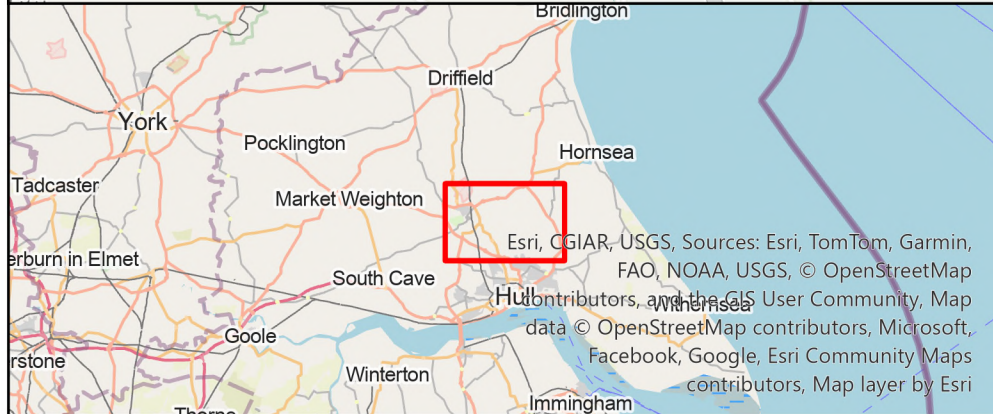 Bridlington
Driffield
York
Pocklington
Hornsea
Tadcaster
Market Weighton
erburn in Elmet
South Cave
Hull
Withernsea
Goole
rstone
Winterton
Immingham
Thorne
Esri, CGIAR, USGS, Sources: Esri, TomTom, Garmin,
FAO, NOAA, USGS, © OpenStreetMap
contributors, and the GIS User Community, Map
data © OpenStreetMap contributors, Microsoft,
Facebook, Google, Esri Community Maps
contributors, Map layer by Esri